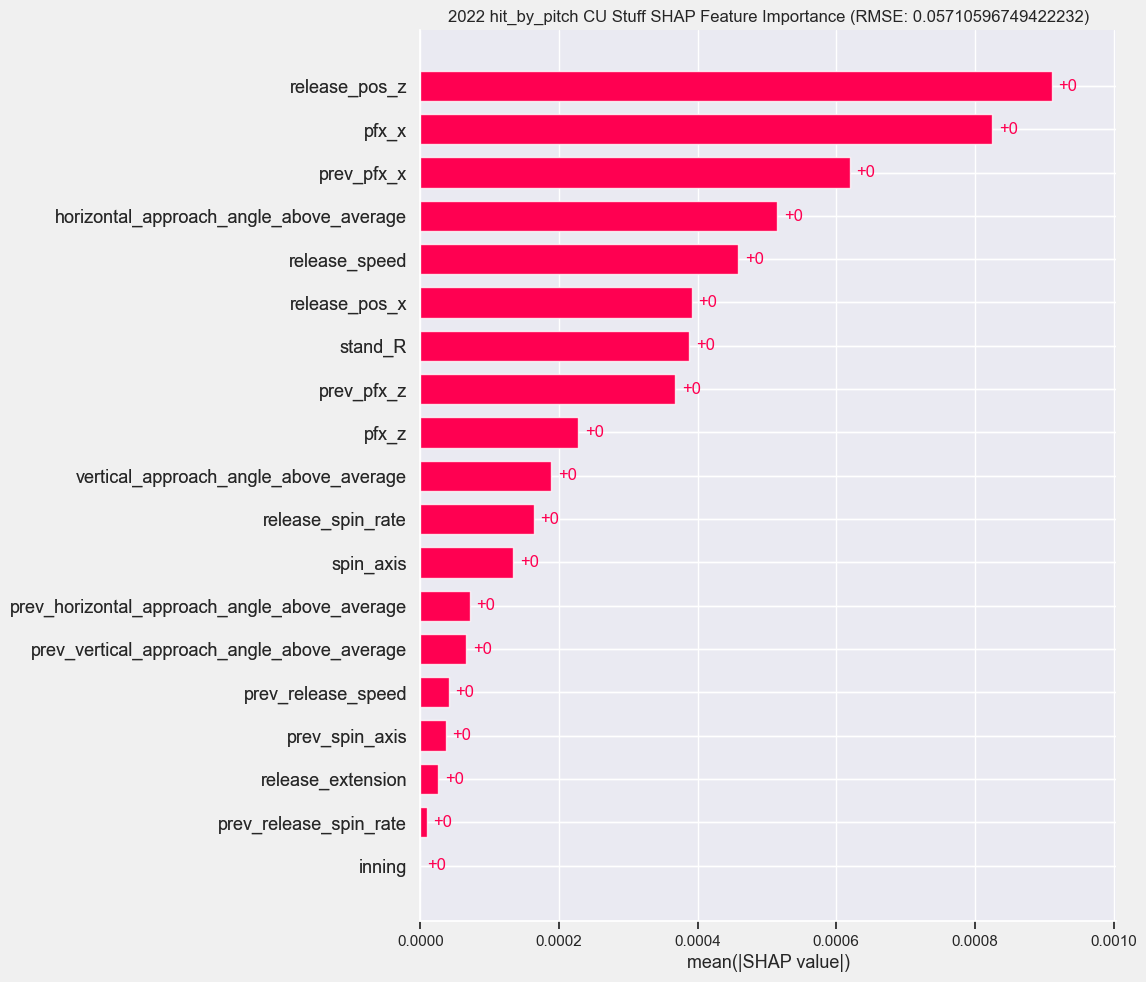 2022 hit_by_pitch CU Stuff SHAP Feature Importance (RMSE: 0.05710596749422232)
release_pos_z +0
pfx_x +0
prev_pfx_x +0
horizontal_approach_angle_above_average +0
release_speed +0
release_pos_x +0
stand_R +0
prev_pfx_z +0
pfx_z +0
vertical_approach_angle_above_average +0
release_spin_rate +0
spin_axis +0
prev_horizontal_approach_angle_above_average +0
prev_vertical_approach_angle_above_average +0
prev_release_speed +0
prev_spin_axis +0
release_extension +0
prev_release_spin_rate +0
inning +0
0.0000 0.0002 0.0004 0.0006 0.0008 0.0010
mean(|SHAP value|)